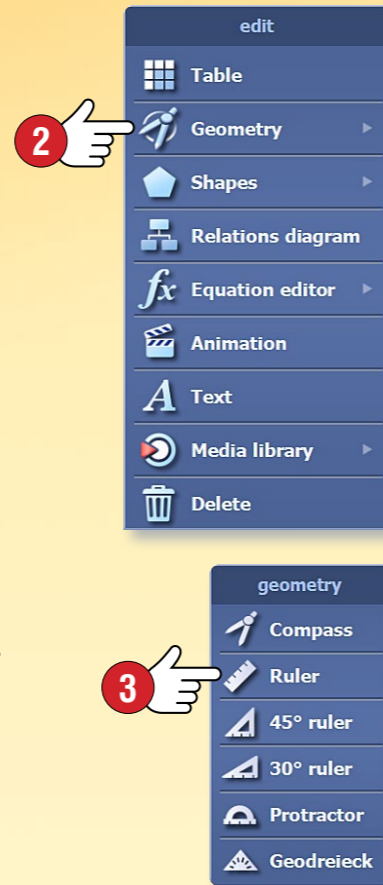 edit
Table
2
Geometry
Shapes
Relations diagram
fx Equation editor
Animation
A Text
Media library
Delete
geometry
Compass
3
Ruler
45° ruler
30° ruler
Protractor
Geodreieck